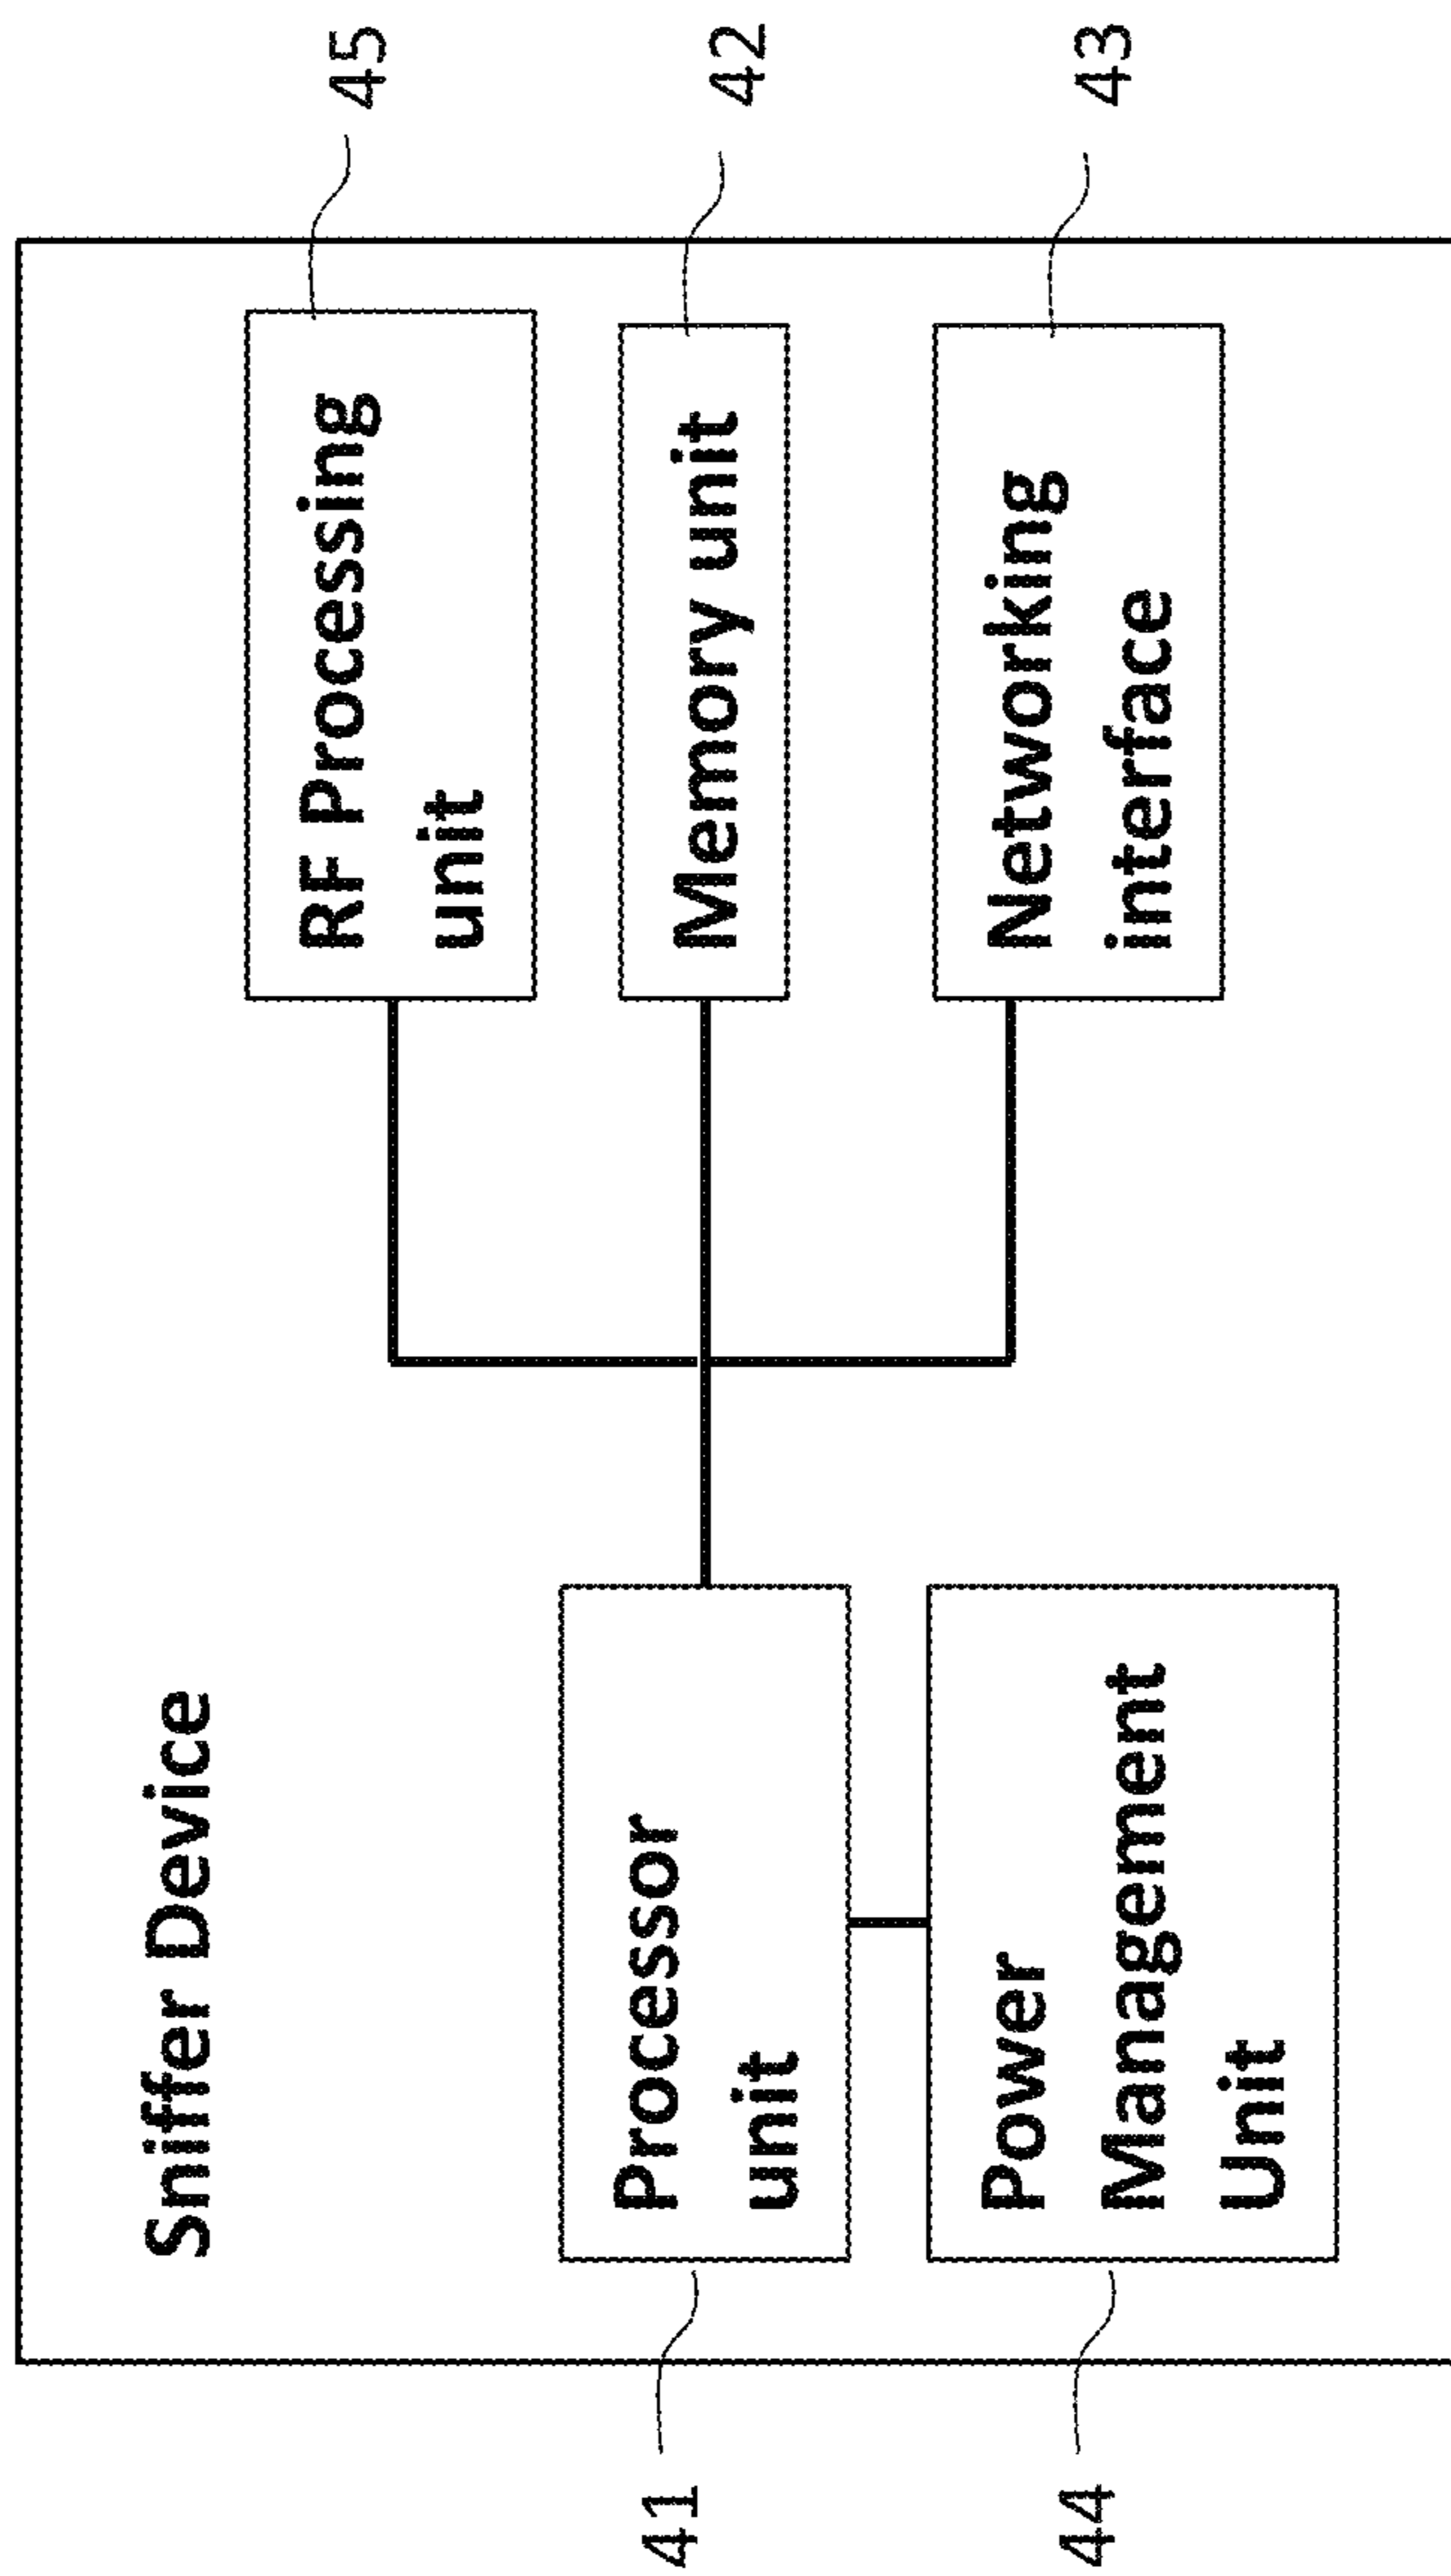 Sniffer Device
45
RF Processing
unit
41
Processor
unit
42
Memory unit
44
Power
Management
Unit
43
Networking
interface